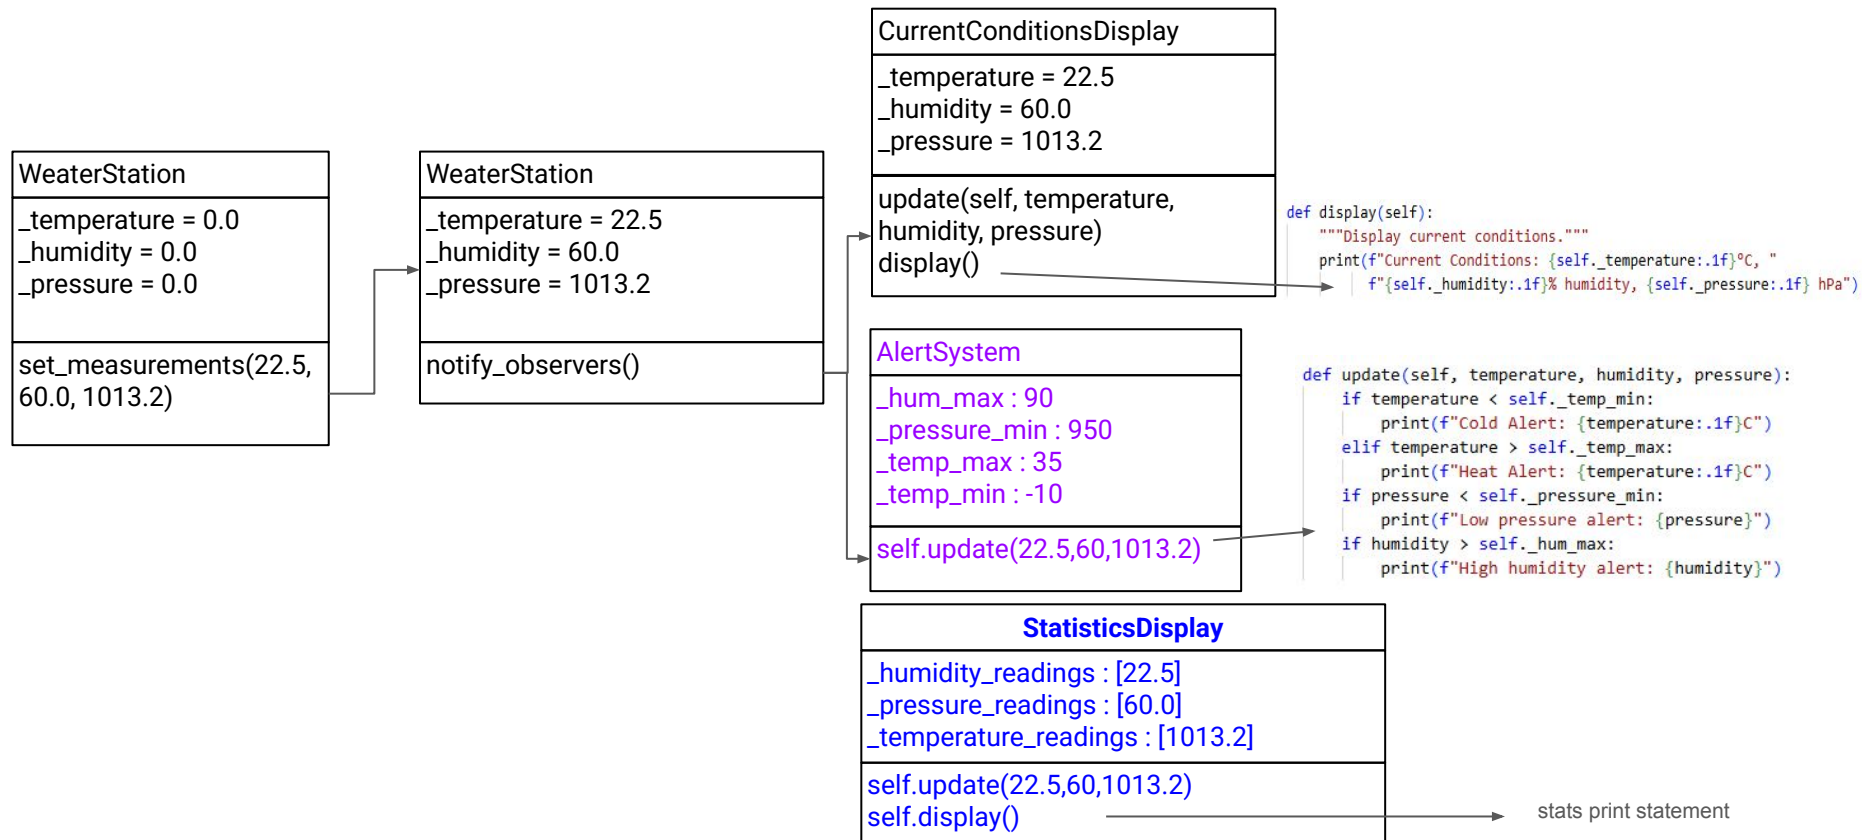 WeaterStation
_temperature = 0.0
_humidity = 0.0
_pressure = 0.0
set_measurements(22.5,
60.0, 1013.2)
WeaterStation
_temperature = 22.5
_humidity = 60.0
_pressure = 1013.2
notify_observers()
CurrentConditionsDisplay
_temperature = 22.5
_humidity = 60.0
_pressure = 1013.2
update(self, temperature,
humidity, pressure)
display()
def display(self):
"""Display current conditions."""
print(f"Current Conditions: {self._temperature:.1f}°C, "
f"{self._humidity:.1f}% humidity, {self._pressure:.1f} hPa")
AlertSystem
_hum_max : 90
_pressure_min : 950
_temp_max : 35
_temp_min : -10
self.update(22.5,60,1013.2)
def update(self, temperature, humidity, pressure):
if temperature < self._temp_min:
print(f"Cold Alert: {temperature:.1f}C")
elif temperature > self._temp_max:
print(f"Heat Alert: {temperature:.1f}C")
if pressure < self._pressure_min:
print(f"Low pressure alert: {pressure}")
if humidity > self._hum_max:
print(f"High humidity alert: {humidity}")
StatisticsDisplay
_humidity_readings : [22.5]
_pressure_readings : [60.0]
_temperature_readings : [1013.2]
self.update(22.5,60,1013.2)
self.display()
stats print statement